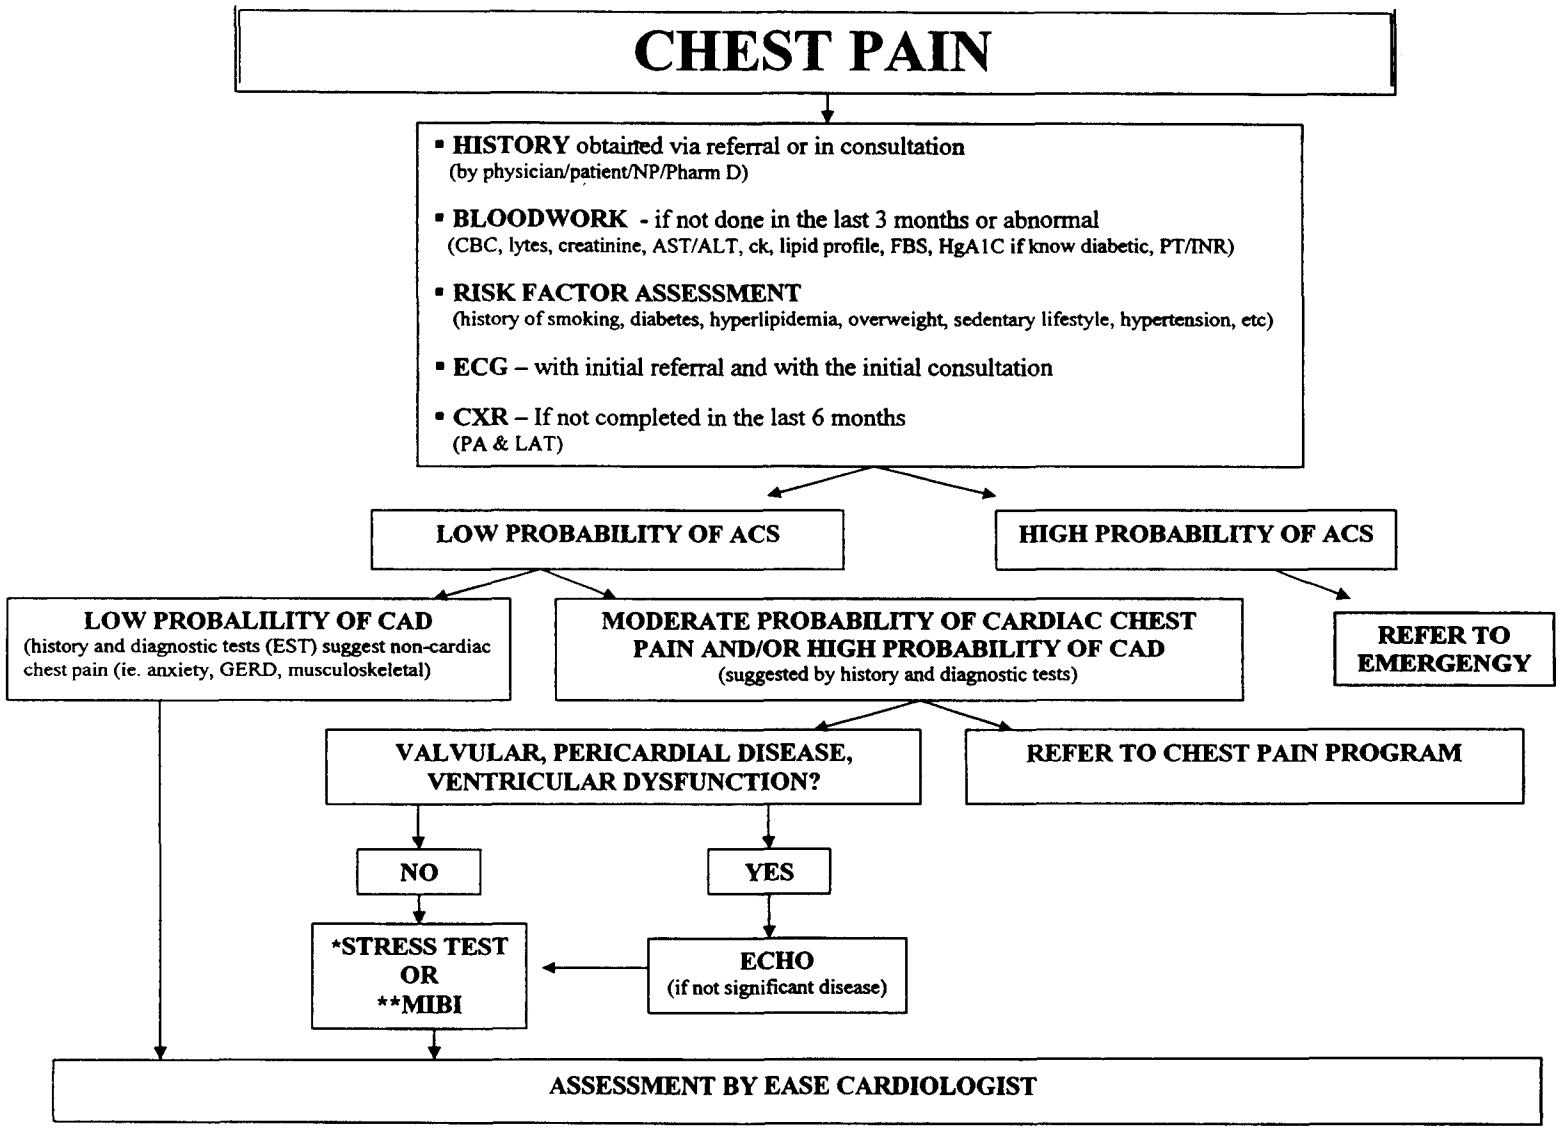 CHEST PAIN
▪ HISTORY obtained via referral or in consultation
(by physician/patient/NP/Pharm D)
▪ BLOODWORK - if not done in the last 3 months or abnormal
(CBC, lytes, creatinine, AST/ALT, ck, lipid profile, FBS, HgA1C if know diabetic, PT/INR)
▪ RISK FACTOR ASSESSMENT
(history of smoking, diabetes, hyperlipidemia, overweight, sedentary lifestyle, hypertension, etc)
▪ ECG – with initial referral and with the initial consultation
▪ CXR – If not completed in the last 6 months
(PA & LAT)
LOW PROBABILITY OF ACS
HIGH PROBABILITY OF ACS
LOW PROBALILITY OF CAD
(history and diagnostic tests (EST) suggest non-cardiac
chest pain (ie. anxiety, GERD, musculoskeletal)
MODERATE PROBABILITY OF CARDIAC CHEST
PAIN AND/OR HIGH PROBABILITY OF CAD
(suggested by history and diagnostic tests)
REFER TO
EMERGENGY
VALVULAR, PERICARDIAL DISEASE,
VENTRICULAR DYSFUNCTION?
REFER TO CHEST PAIN PROGRAM
NO
YES
*STRESS TEST
OR
**MIBI
ECHO
(if not significant disease)
ASSESSMENT BY EASE CARDIOLOGIST